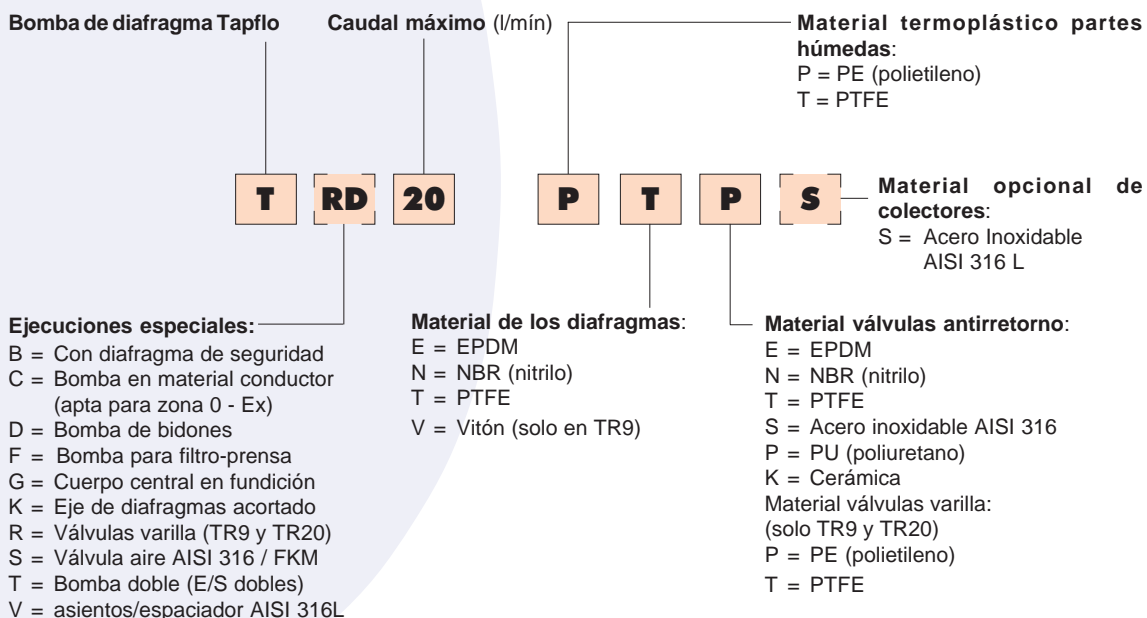 Bomba de diafragma Tapflo
Caudal máximo (l/mín)
Material termoplástico partes
húmedas:
P = PE (polietileno)
T = PTFE
T RD 20 P T P S
Material opcional de
colectores:
S = Acero Inoxidable
AISI 316 L
Ejecuciones especiales:
B = Con diafragma de seguridad
C = Bomba en material conductor
(apta para zona 0 - Ex)
D = Bomba de bidones
F = Bomba para filtro-prensa
G = Cuerpo central en fundición
K = Eje de diafragmas acortado
R = Válvulas varilla (TR9 y TR20)
S = Válvula aire AISI 316 / FKM
T = Bomba doble (E/S dobles)
V = asientos/espaciador AISI 316L
Material de los diafragmas:
E = EPDM
N = NBR (nitrilo)
T = PTFE
V = Vitón (solo en TR9)
Material válvulas antirretorno:
E = EPDM
N = NBR (nitrilo)
T = PTFE
S = Acero inoxidable AISI 316
P = PU (poliuretano)
K = Cerámica
Material válvulas varilla:
(solo TR9 y TR20)
P = PE (polietileno)
T = PTFE